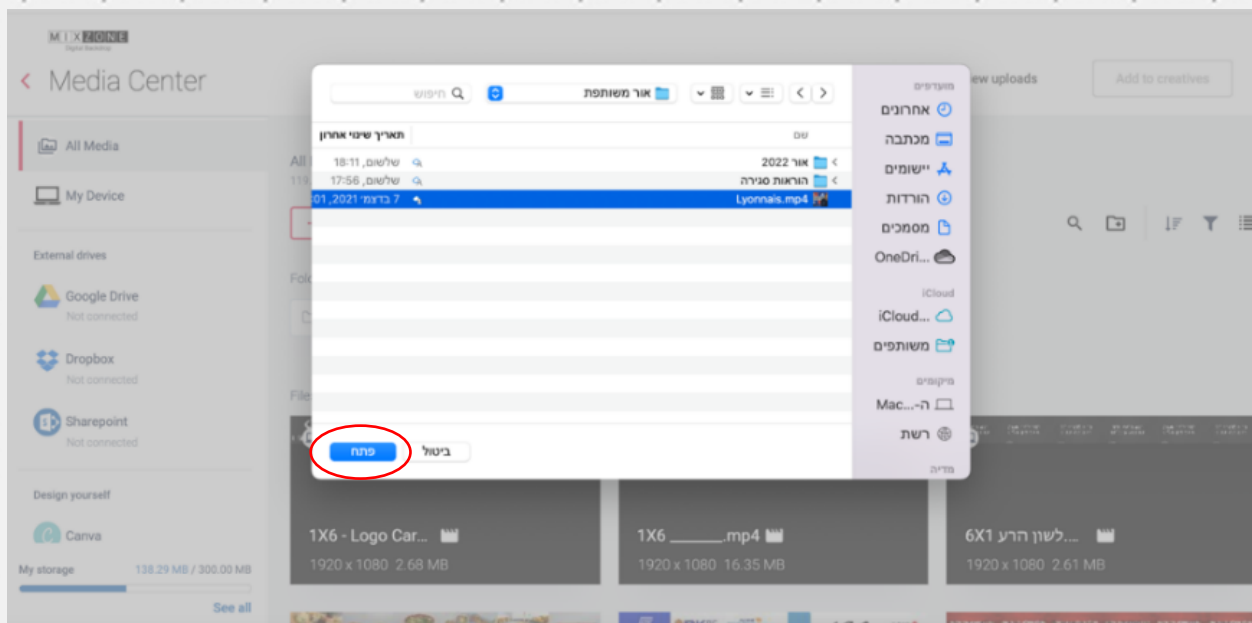 MIXZONE
Media Center
All Media
My Device
External drives
Google Drive
Not connected
Dropbox
Not connected
Sharepoint
Not connected
Design yourself
Canva
My storage
138.29 MB / 300.00 MB
See all
חיפוש
אור משותפת
שם
תאריך שינוי אחרון
אור 2022
שלשום, 18:11
הוראות סגירה
שלשום, 17:56
Lyonnais.mp4
7 בדצמ׳ 2021, 01:
ביטול
פתח
מועדפים
אחרונים
מכתבה
יישומים
הורדות
מסמכים
OneDri...
iCloud
iCloud...
משותפים
מיקומים
ה-...Mac
רשת
מדיה
ew uploads
Add to creatives
All
119
Fol
File
1X6 - Logo Car...
1920 x 1080 2.68 MB
1X6 ______.mp4
1920 x 1080 16.35 MB
6X1 לשון הרע....
1920 x 1080 2.61 MB